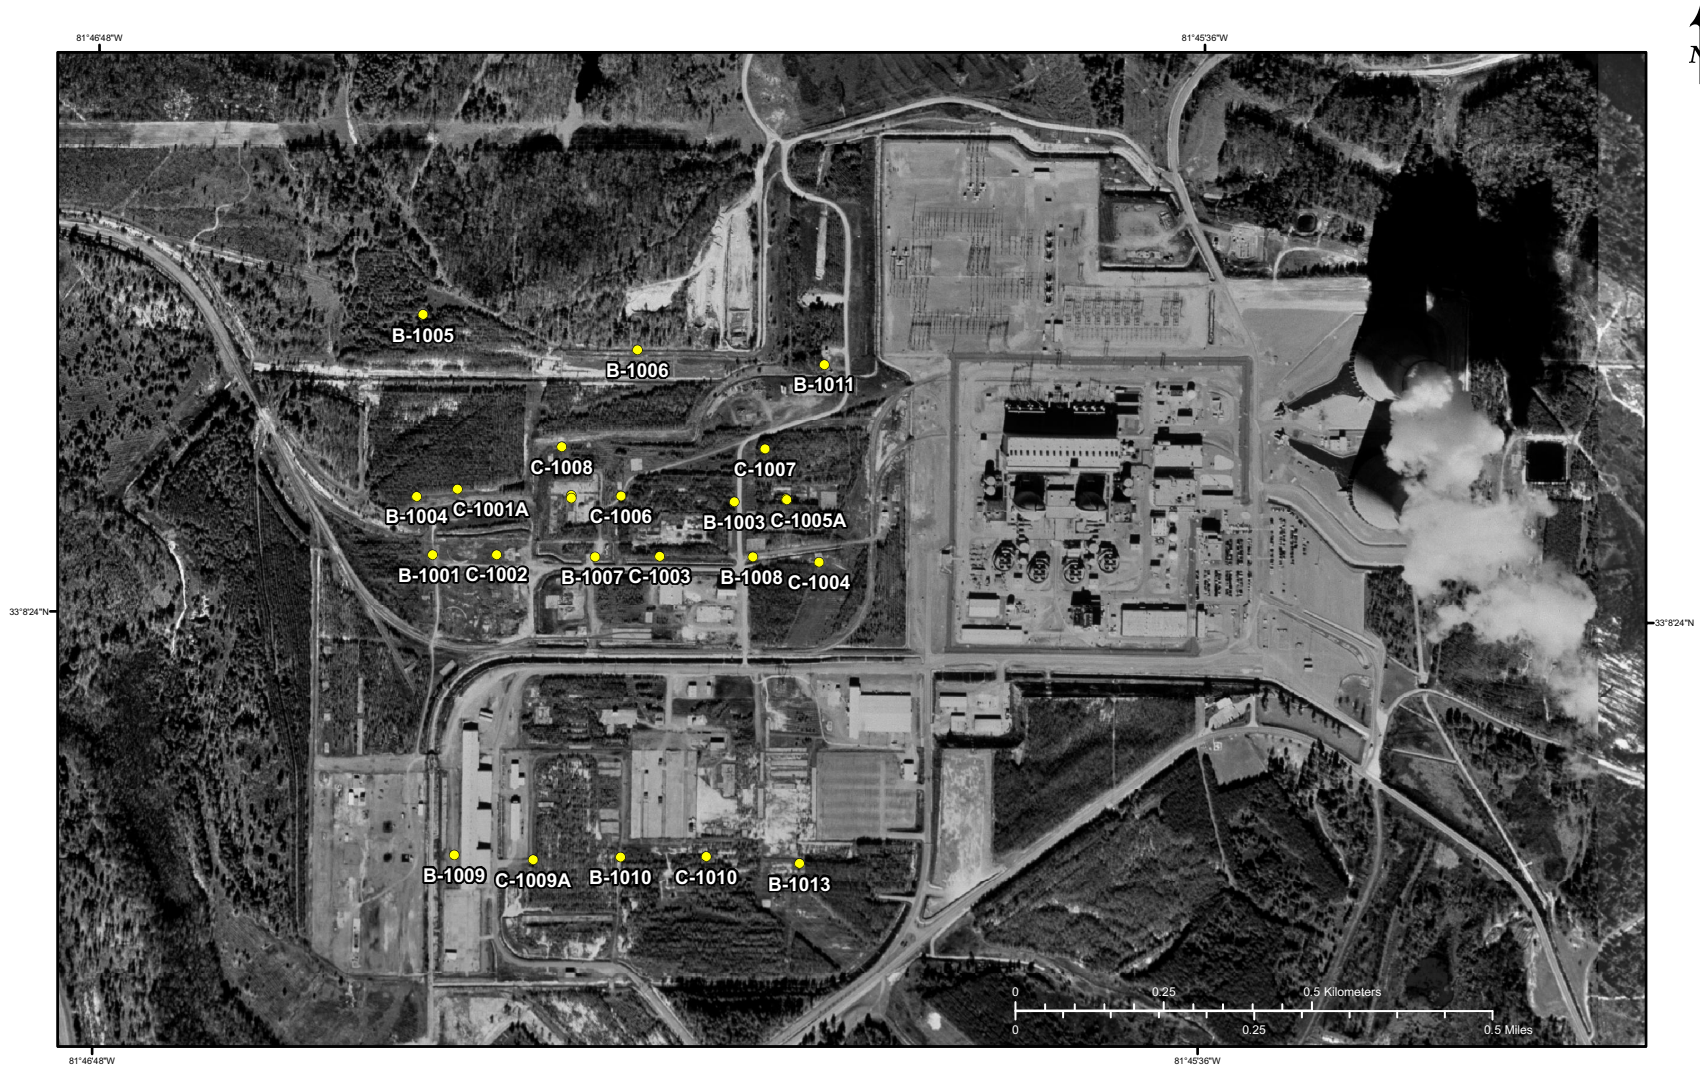 81°46'48"W
81°45'36"W
N
B-1005
B-1006
B-1011
C-1008
C-1007
B-1004
C-1001A
C-1006
B-1003
C-1005A
B-1001
C-1002
B-1007
C-1003
B-1008
C-1004
33°8'24"N
33°8'24"N
B-1009
C-1009A
B-1010
C-1010
B-1013
0 0.25 0.5 Kilometers
0 0.25 0.5 Miles
81°46'48"W
81°45'36"W